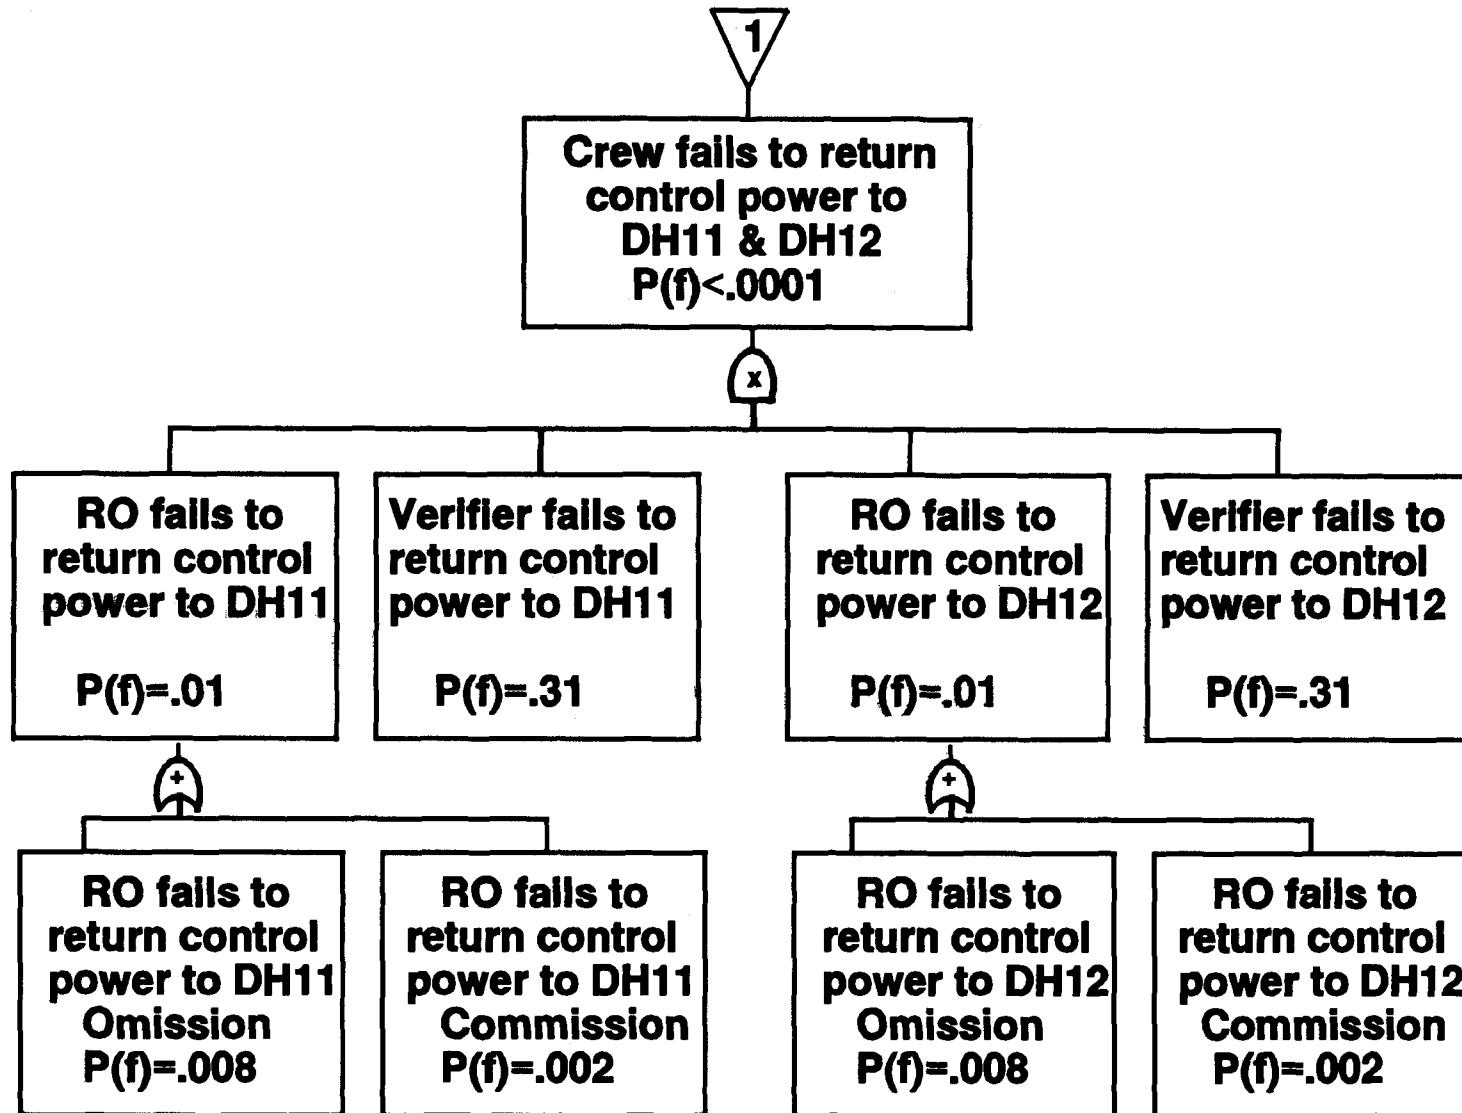 1
Crew fails to return
control power to
DH11 & DH12
P(f)<.0001
x
RO fails to
return control
power to DH11
P(f)=.01
Verifier fails to
return control
power to DH11
P(f)=.31
RO fails to
return control
power to DH12
P(f)=.01
Verifier fails to
return control
power to DH12
P(f)=.31
+
+
RO fails to
return control
power to DH11
Omission
P(f)=.008
RO fails to
return control
power to DH11
Commission
P(f)=.002
RO fails to
return control
power to DH12
Omission
P(f)=.008
RO fails to
return control
power to DH12
Commission
P(f)=.002